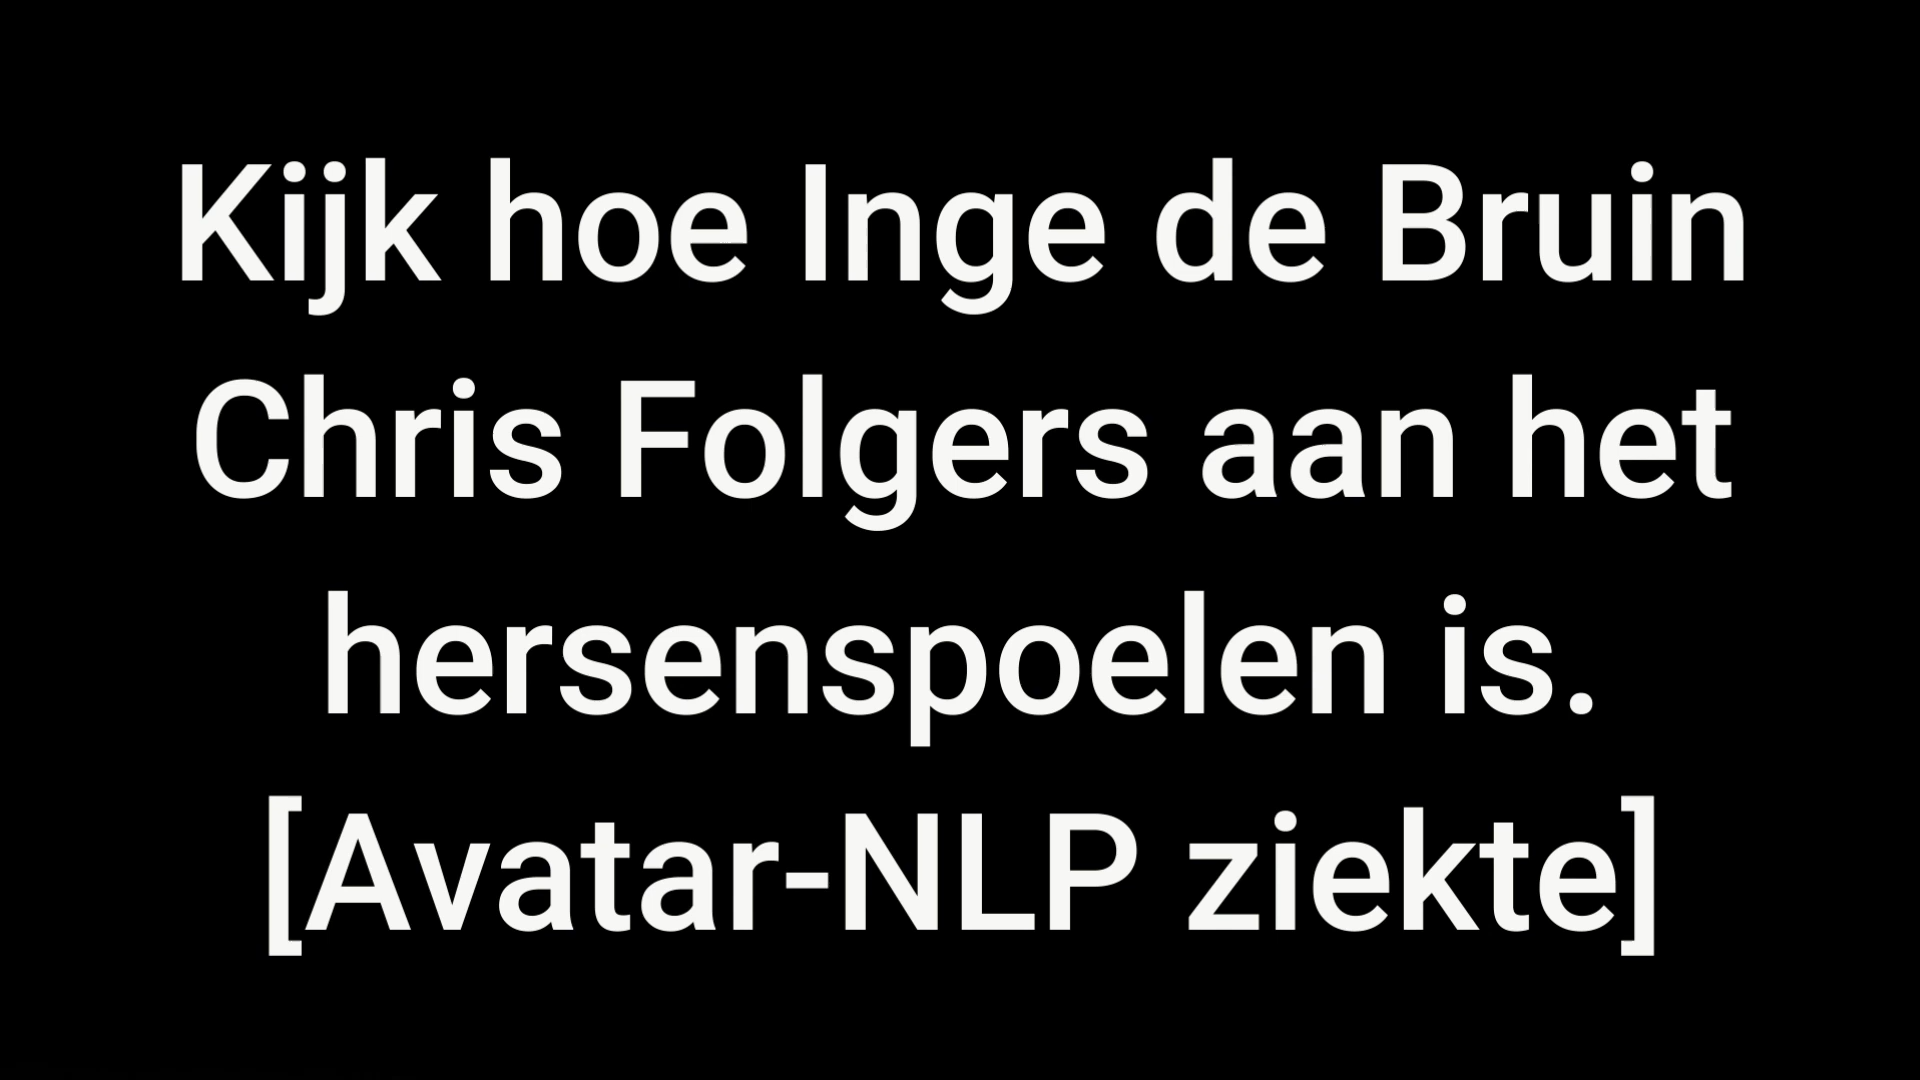 Kijk hoe Inge de Bruin
Chris Folgers aan het
hersenspoelen is.
[Avatar-NLP ziekte]